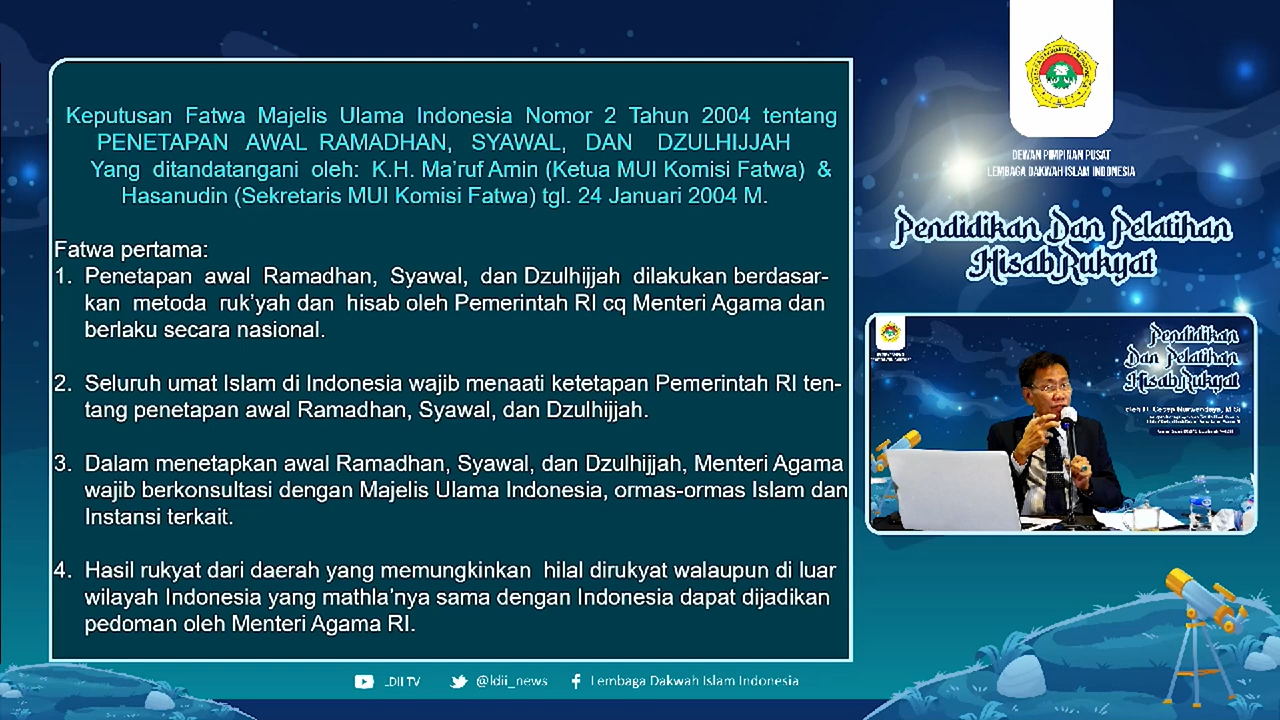 Keputusan Fatwa Majelis Ulama Indonesia Nomor 2 Tahun 2004 tentang
PENETAPAN AWAL RAMADHAN, SYAWAL, DAN DZULHIJJAH
Yang ditandatangani oleh: K.H. Ma'ruf Amin (Ketua MUI Komisi Fatwa) &
Hasanudin (Sekretaris MUI Komisi Fatwa) tgl. 24 Januari 2004 M.
Fatwa pertama:
1. Penetapan awal Ramadhan, Syawal, dan Dzulhijjah dilakukan berdasar-
kan metoda ruk'yah dan hisab oleh Pemerintah RI cq Menteri Agama dan
berlaku secara nasional.
2. Seluruh umat Islam di Indonesia wajib menaati ketetapan Pemerintah RI ten-
tang penetapan awal Ramadhan, Syawal, dan Dzulhijjah.
3. Dalam menetapkan awal Ramadhan, Syawal, dan Dzulhijjah, Menteri Agama
wajib berkonsultasi dengan Majelis Ulama Indonesia, ormas-ormas Islam dan
Instansi terkait.
4. Hasil rukyat dari daerah yang memungkinkan hilal dirukyat walaupun di luar
wilayah Indonesia yang mathla'nya sama dengan Indonesia dapat dijadikan
pedoman oleh Menteri Agama RI.
LDII TV @ldii_news Lembaga Dakwah Islam Indonesia
DEWAN PIMPINAN PUSAT
LEMBAGA DAKWAH ISLAM INDONESIA
Pendidikan Dan Pelatihan
Hisab Rukyat
Pendidikan
Dan Pelatihan
Hisab Rukyat
oleh H. Cecep Nurwendaya, M.Si